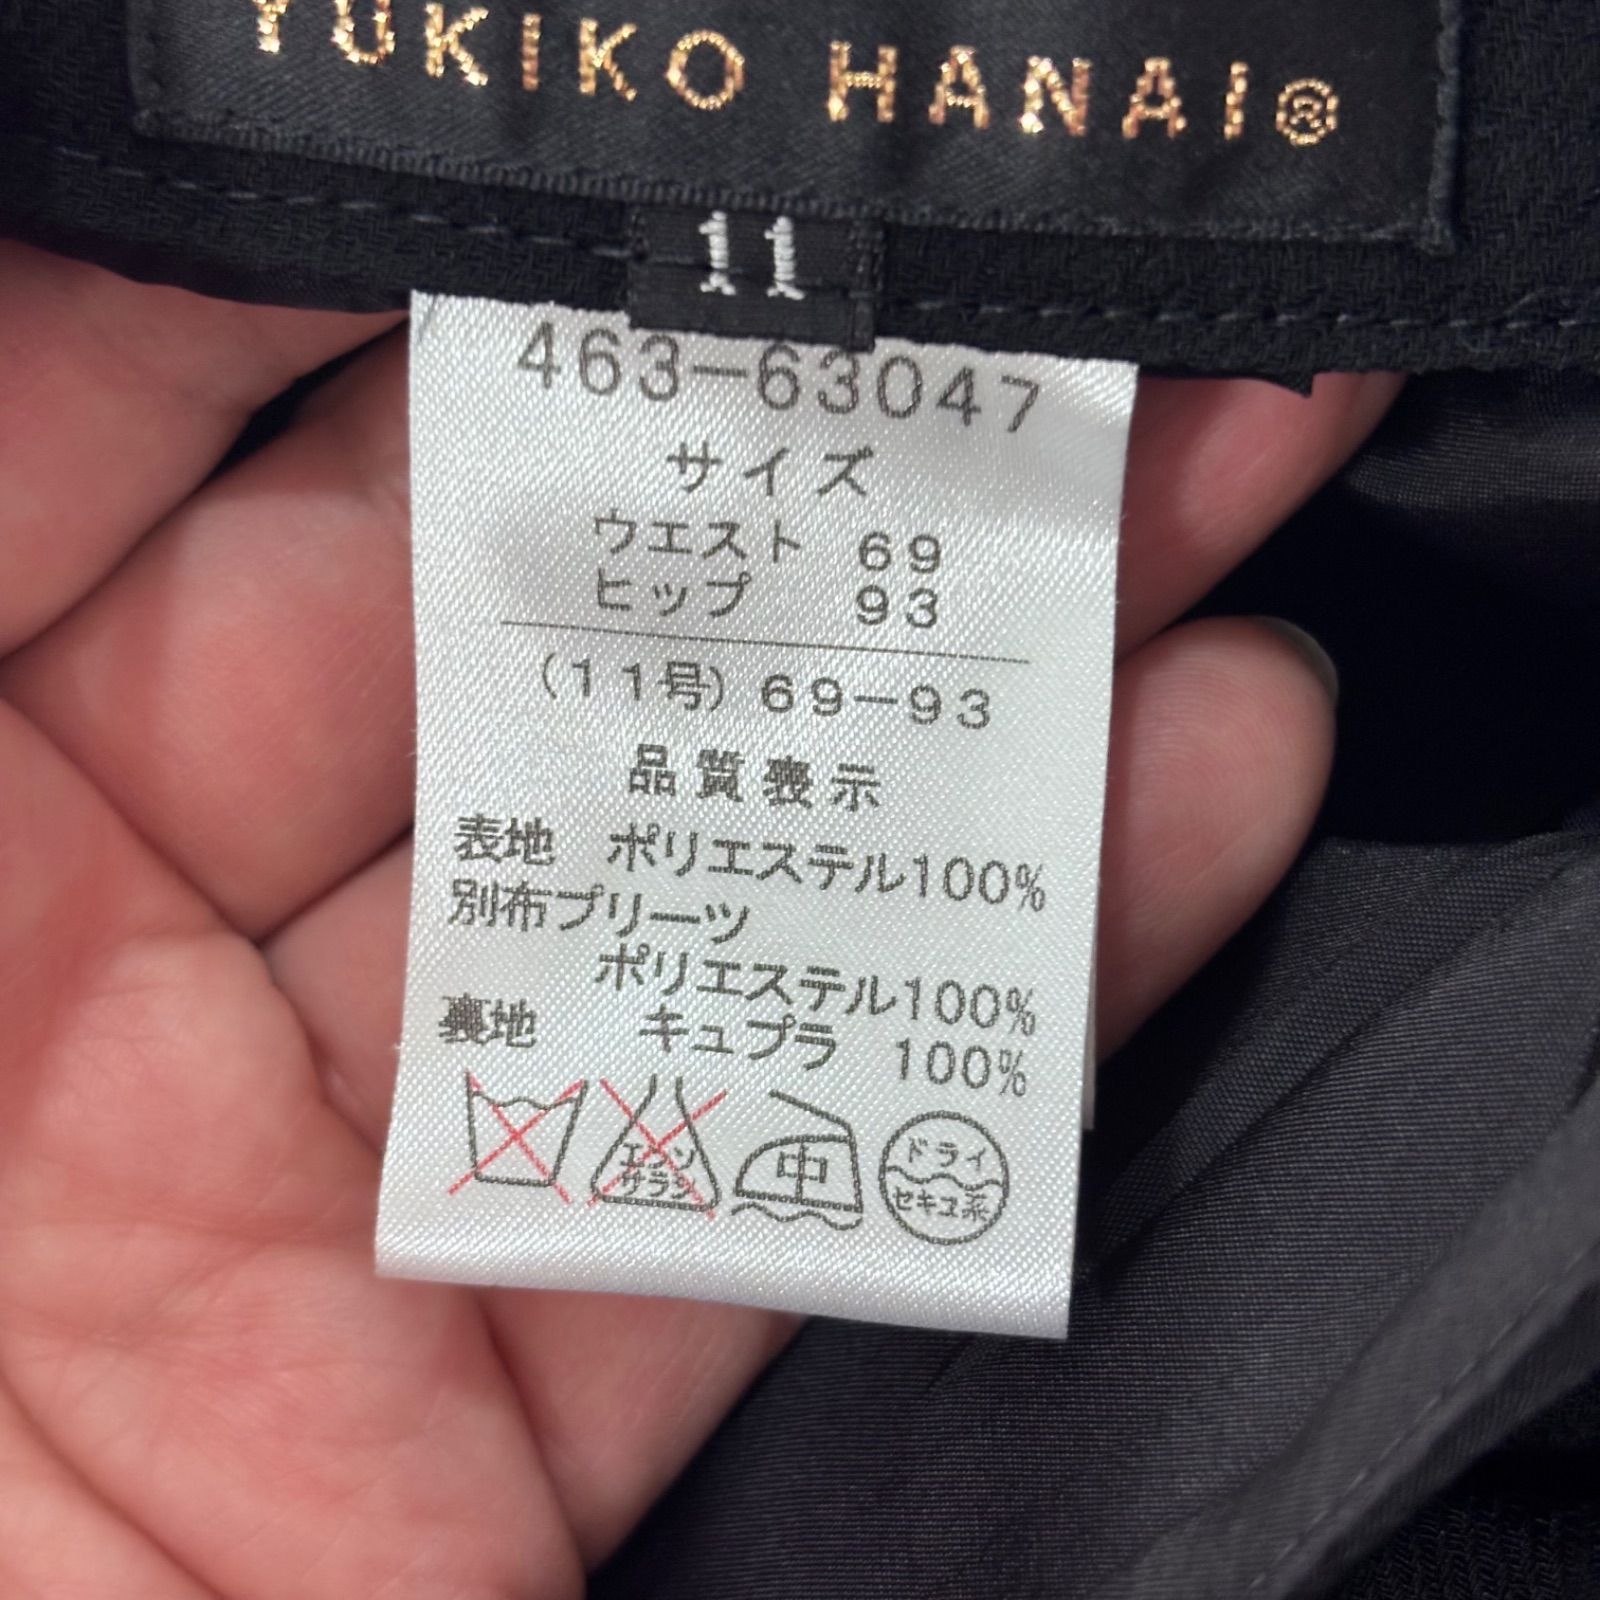 YUKIKO HANAI®
11
463-63047
サイズ
ウエスト 69
ヒップ 93
(11号) 69-93
品質表示
表地 ポリエステル100%
別布プリーツ
ポリエステル100%
裏地 キュプラ 100%
エンソ サラシ 中 ドライ セキユ系